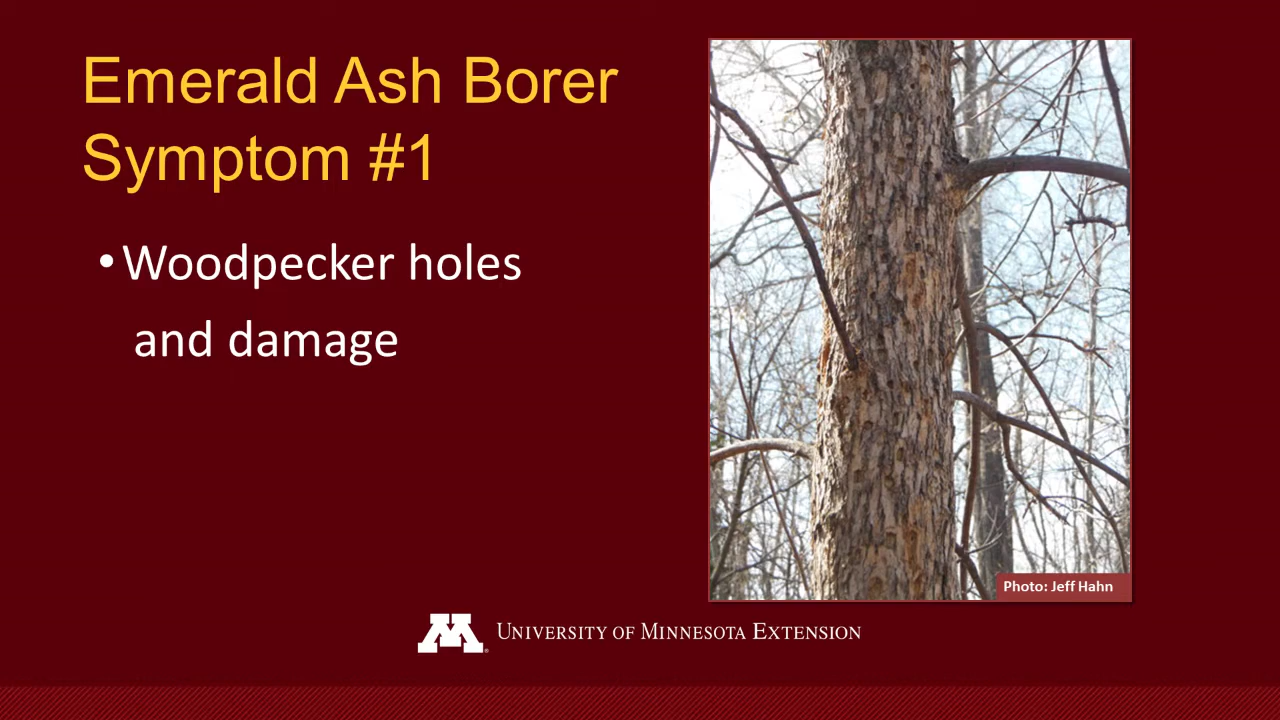 Emerald Ash Borer
Symptom #1
• Woodpecker holes
and damage
Photo: Jeff Hahn
M
UNIVERSITY OF MINNESOTA EXTENSION